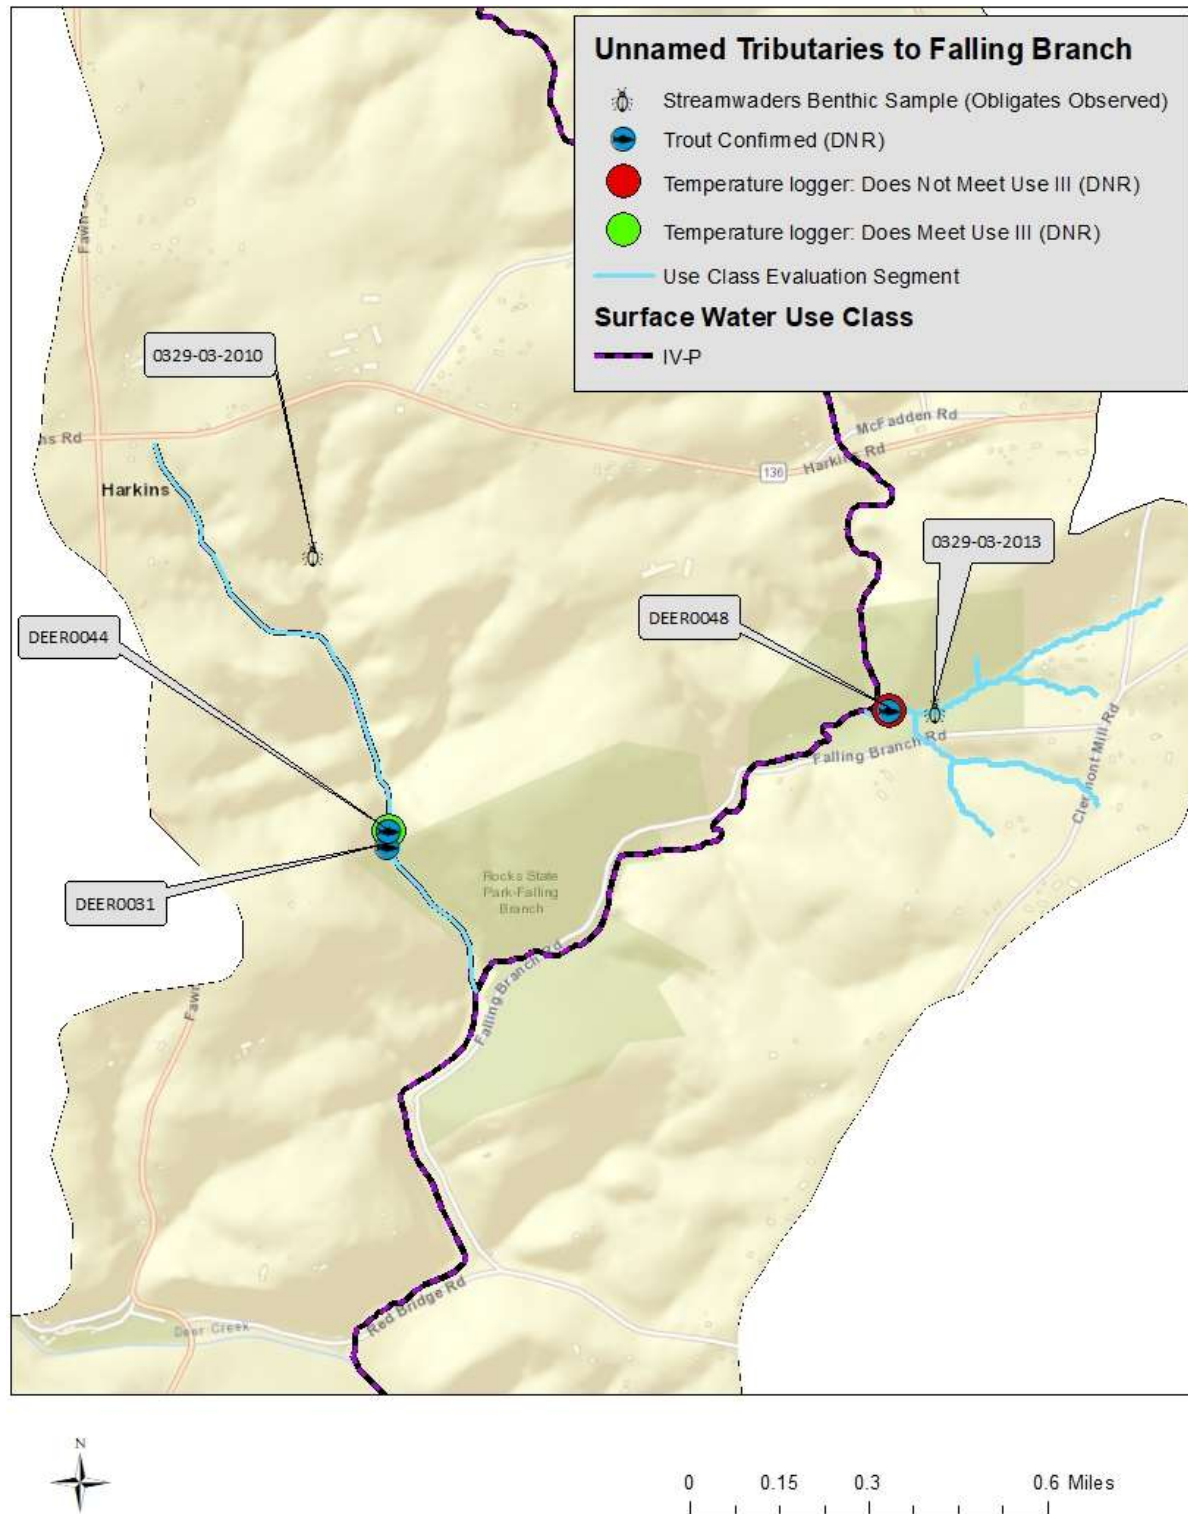 Unnamed Tributaries to Falling Branch
Streamwaders Benthic Sample (Obligates Observed)
Trout Confirmed (DNR)
Temperature logger: Does Not Meet Use III (DNR)
Temperature logger: Does Meet Use III (DNR)
Use Class Evaluation Segment
Surface Water Use Class
IV-P
Fawn
0329-03-2010
McFadden Rd
Harkins Rd
136
ns Rd
Harkins
0329-03-2013
DEER0048
DEER0044
Falling Branch Rd
Clermont Mill Rd
DEER0031
Rocks State
Park-Falling
Branch
Falling Branch Rd
Fawn
Red Bridge Rd
Deer Creek
N
0 0.15 0.3 0.6 Miles